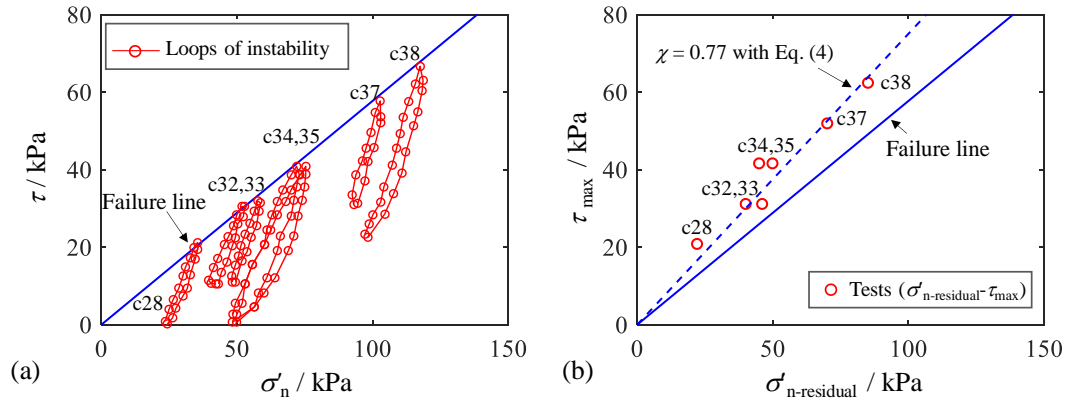 80
60
40
20
0
τ / kPa
Loops of instability
c38
c37
c34,35
c32,33
Failure line
c28
0 50 100 150
(a)
σ′n / kPa
80
60
40
20
0
τ max / kPa
χ = 0.77 with Eq. (4)
c38
c37
c34,35
Failure line
c32,33
c28
Tests (σ′n-residual-τmax)
0 50 100 150
(b)
σ′n-residual / kPa